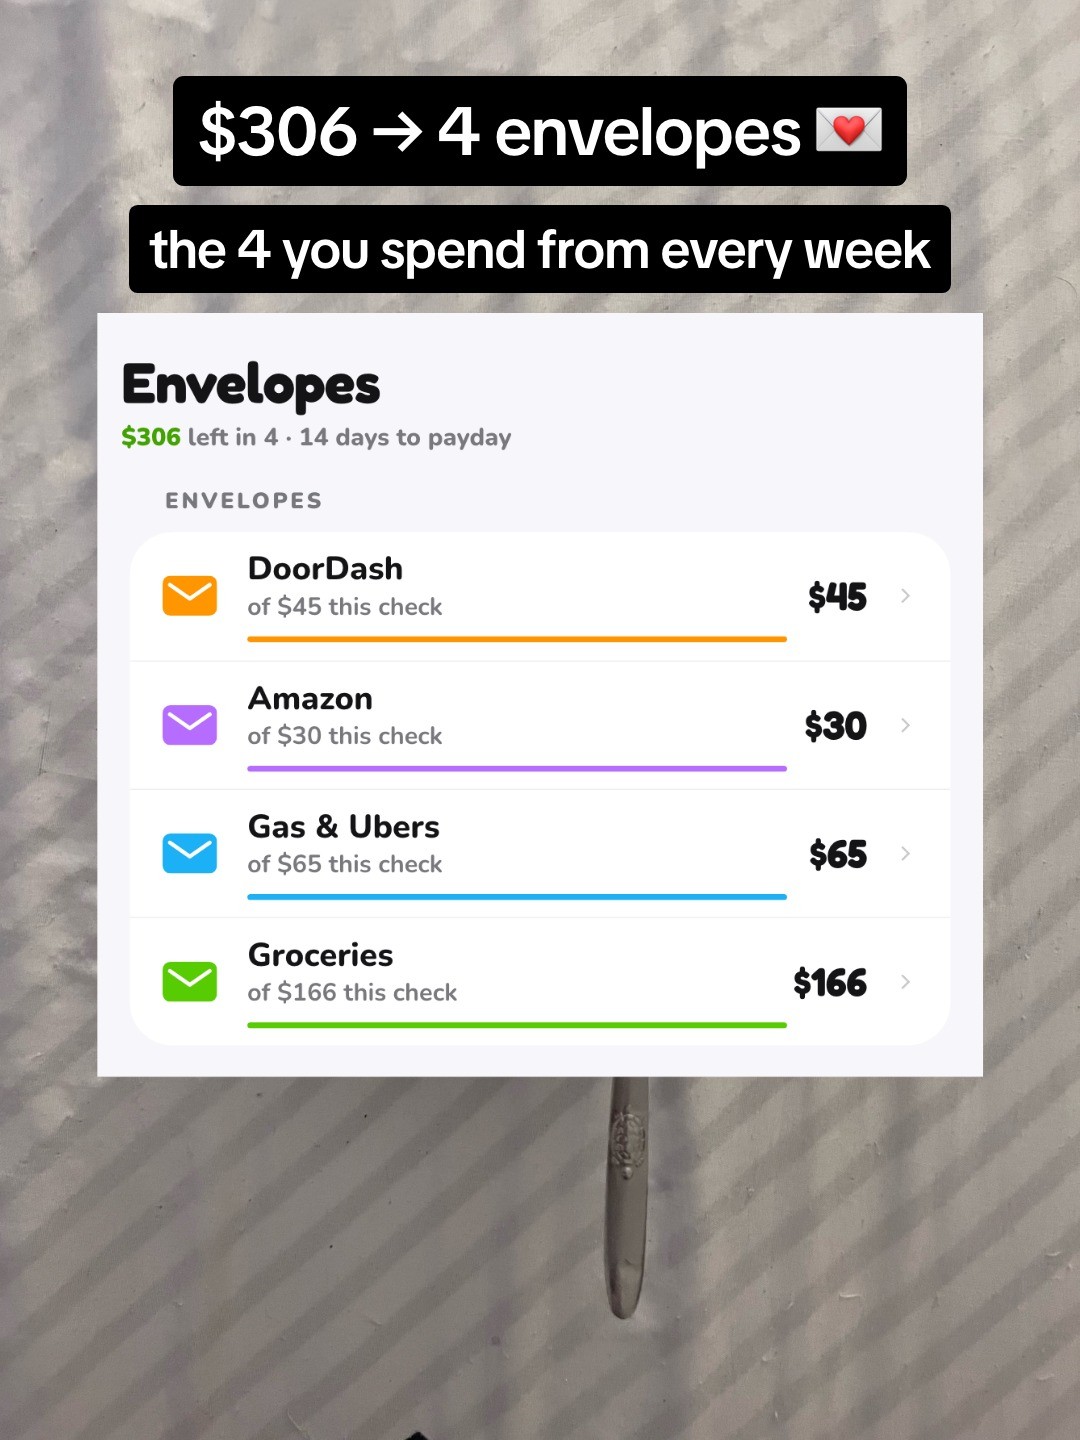 $306 → 4 envelopes 💌
the 4 you spend from every week
Envelopes
$306 left in 4 · 14 days to payday
ENVELOPES
DoorDash
of $45 this check
$45
Amazon
of $30 this check
$30
Gas & Ubers
of $65 this check
$65
Groceries
of $166 this check
$166